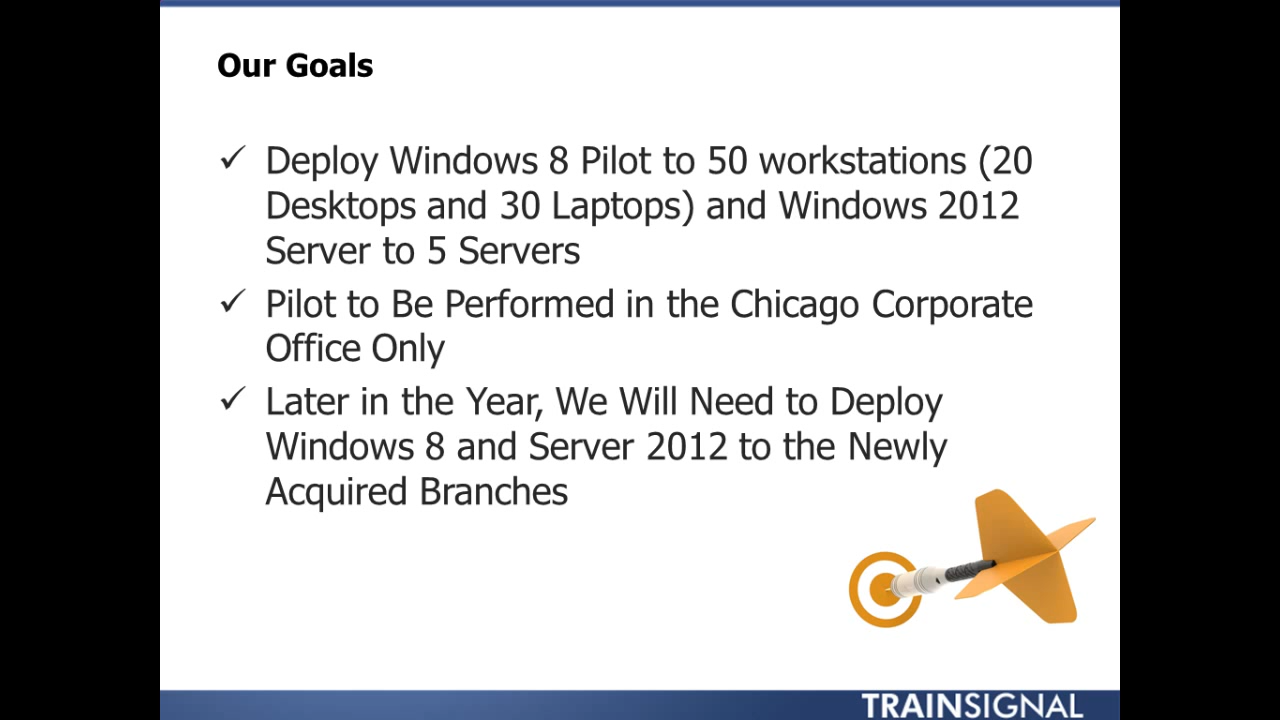 Our Goals
✓ Deploy Windows 8 Pilot to 50 workstations (20
Desktops and 30 Laptops) and Windows 2012
Server to 5 Servers
✓ Pilot to Be Performed in the Chicago Corporate
Office Only
✓ Later in the Year, We Will Need to Deploy
Windows 8 and Server 2012 to the Newly
Acquired Branches
TRAINSIGNAL